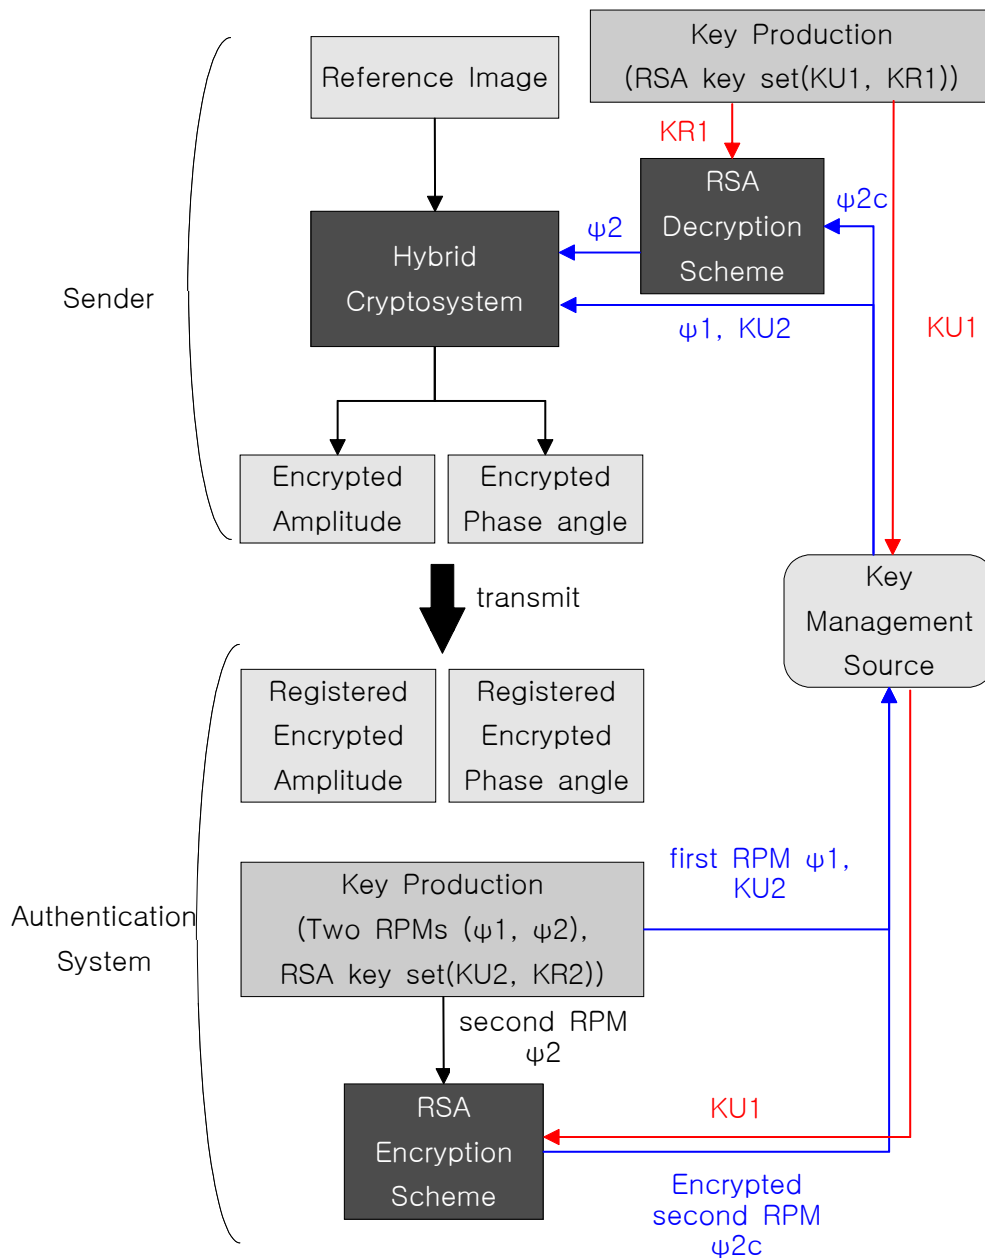 Key Production
(RSA key set(KU1, KR1))
Reference Image
KR1
RSA
Decryption
Scheme
ψ2c
ψ2
Hybrid
Cryptosystem
Sender
ψ1, KU2
KU1
Encrypted
Amplitude
Encrypted
Phase angle
transmit
Key
Management
Source
Registered
Encrypted
Amplitude
Registered
Encrypted
Phase angle
first RPM ψ1,
KU2
Key Production
(Two RPMs (ψ1, ψ2),
RSA key set(KU2, KR2))
Authentication
System
second RPM
ψ2
RSA
Encryption
Scheme
KU1
Encrypted
second RPM
ψ2c